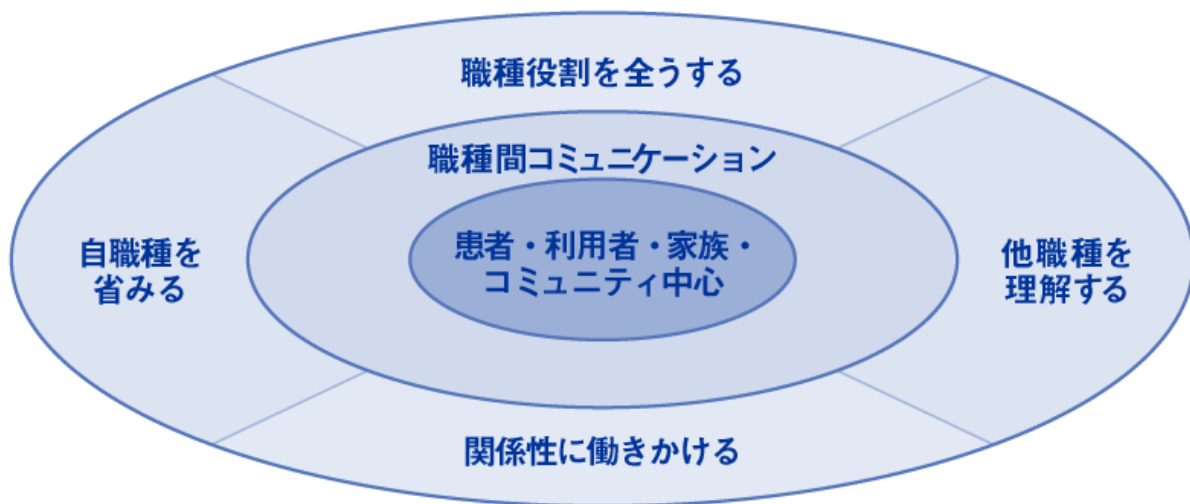 職種役割を全うする
職種間コミュニケーション
患者・利用者・家族・
コミュニティ中心
自職種を
省みる
他職種を
理解する
関係性に働きかける